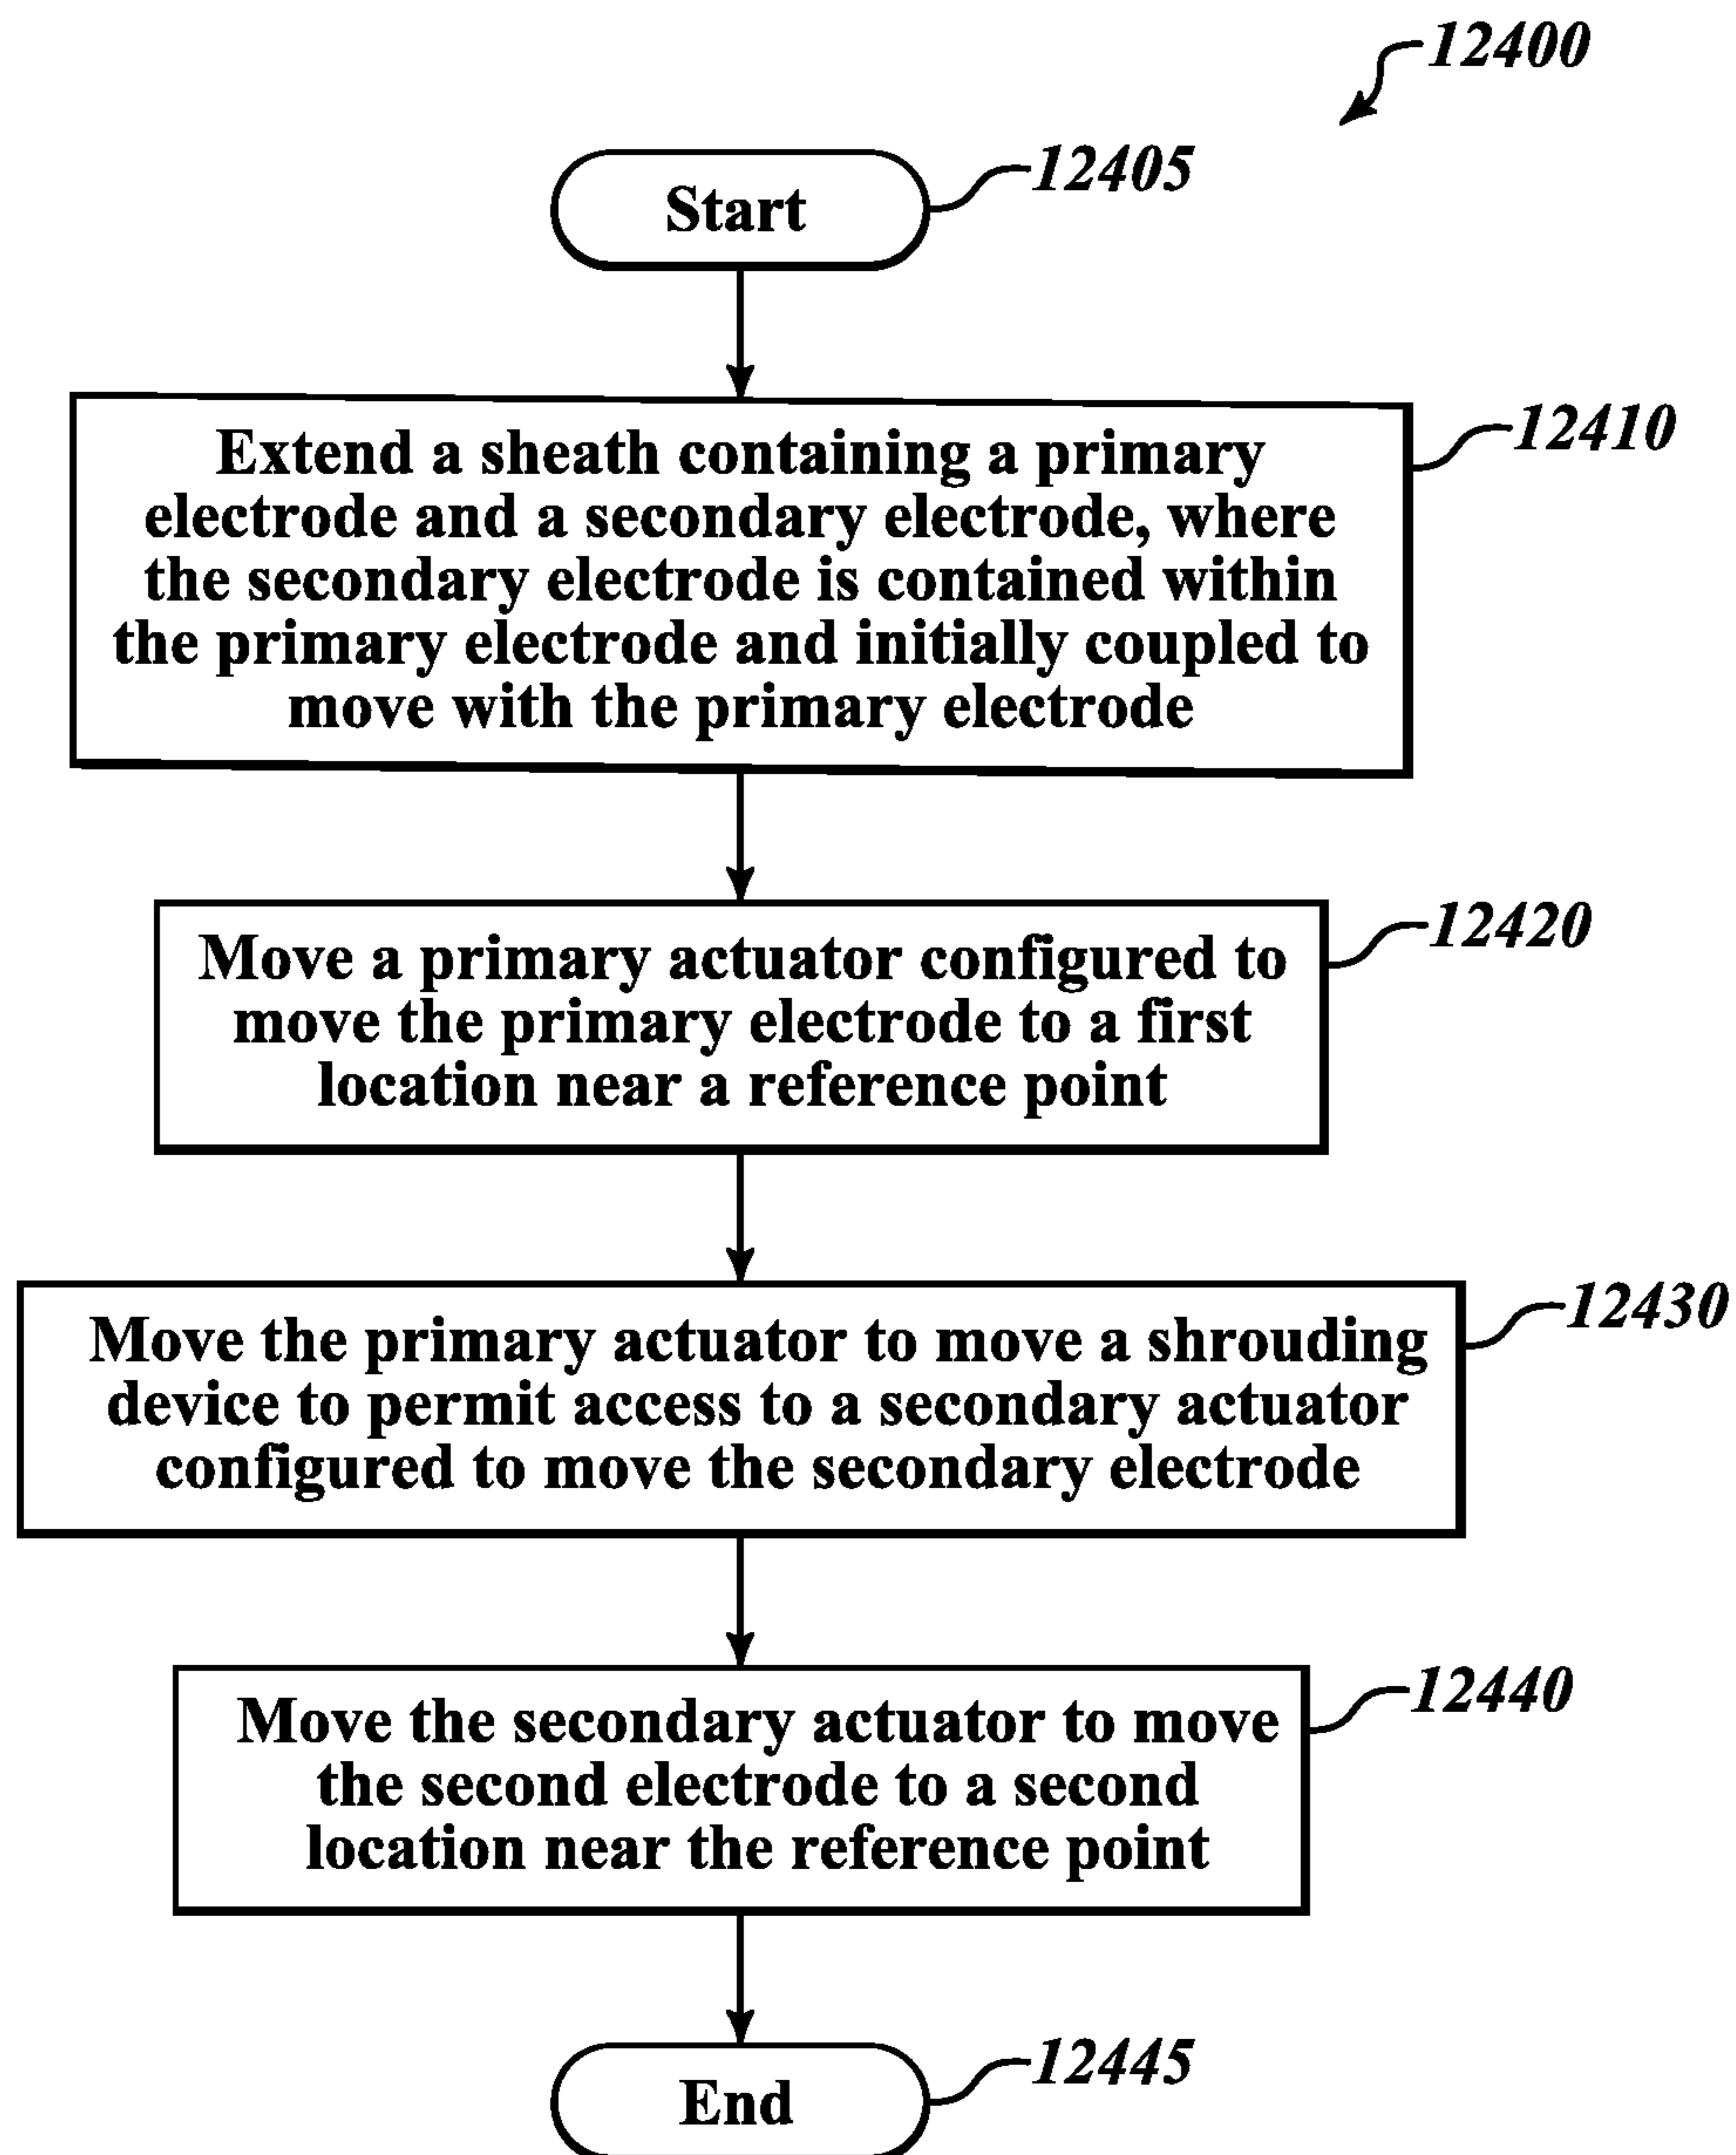 12400
Start
12405
Extend a sheath containing a primary
electrode and a secondary electrode, where
the secondary electrode is contained within
the primary electrode and initially coupled to
move with the primary electrode
12410
Move a primary actuator configured to
move the primary electrode to a first
location near a reference point
12420
Move the primary actuator to move a shrouding
device to permit access to a secondary actuator
configured to move the secondary electrode
12430
Move the secondary actuator to move
the second electrode to a second
location near the reference point
12440
End
12445